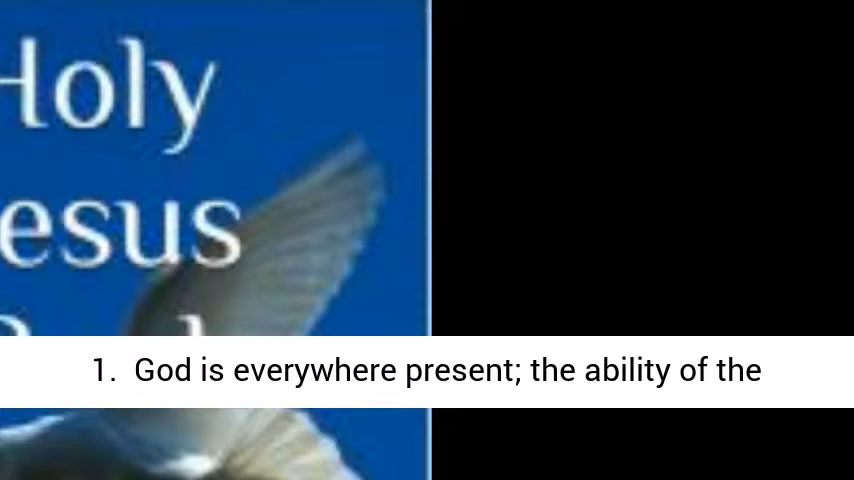 Holy
esus
1. God is everywhere present; the ability of the